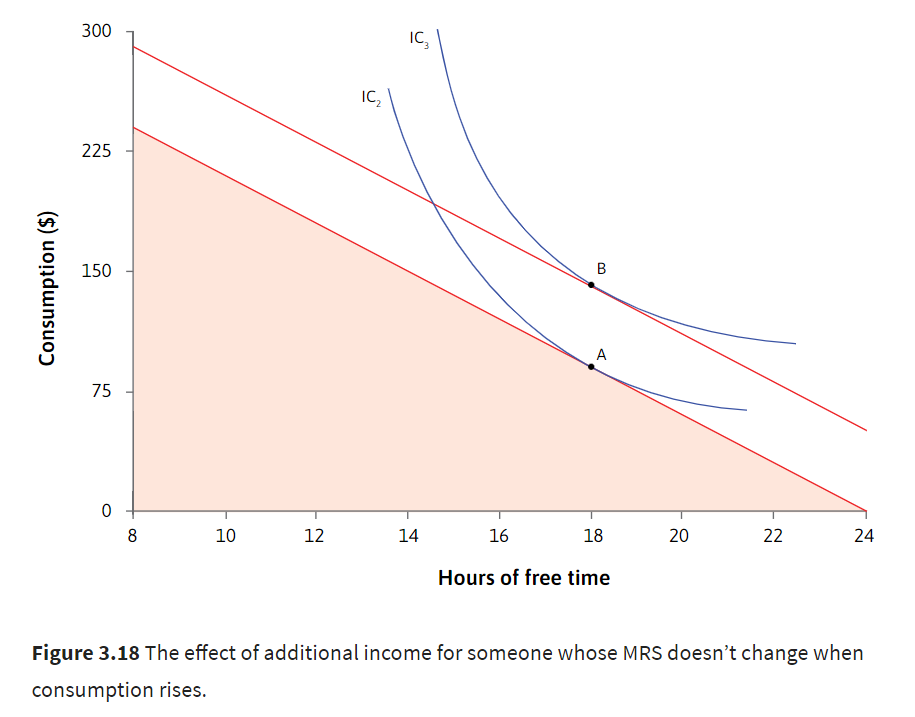 300
IC3
IC2
225
Consumption ($)
150
B
A
75
0
8 10 12 14 16 18 20 22 24
Hours of free time
Figure 3.18 The effect of additional income for someone whose MRS doesn’t change when
consumption rises.